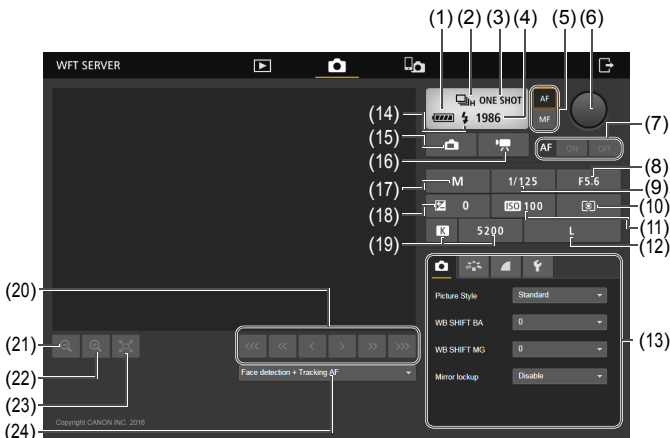 (1) (2) (3) (4) (5) (6)
WFT SERVER
H ONE SHOT
1986
AF
MF
(7)
(14)
(15)
(16)
AF ON OFF
(8)
(17)
M 1/125 F5.6
(9)
(18)
0 ISO 100
(10)
(11)
K 5200 L
(19)
(12)
(20)
Picture Style Standard
WB SHIFT BA 0
(13)
WB SHIFT MG 0
Mirror lockup Disable
(21)
(22)
(23)
Face detection + Tracking AF
Copyright CANON INC. 2016
(24)